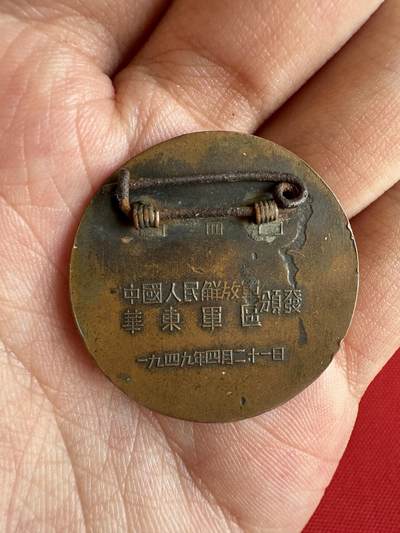 中國人民解放軍
華東軍區頒發
一九四九年四月二十一日